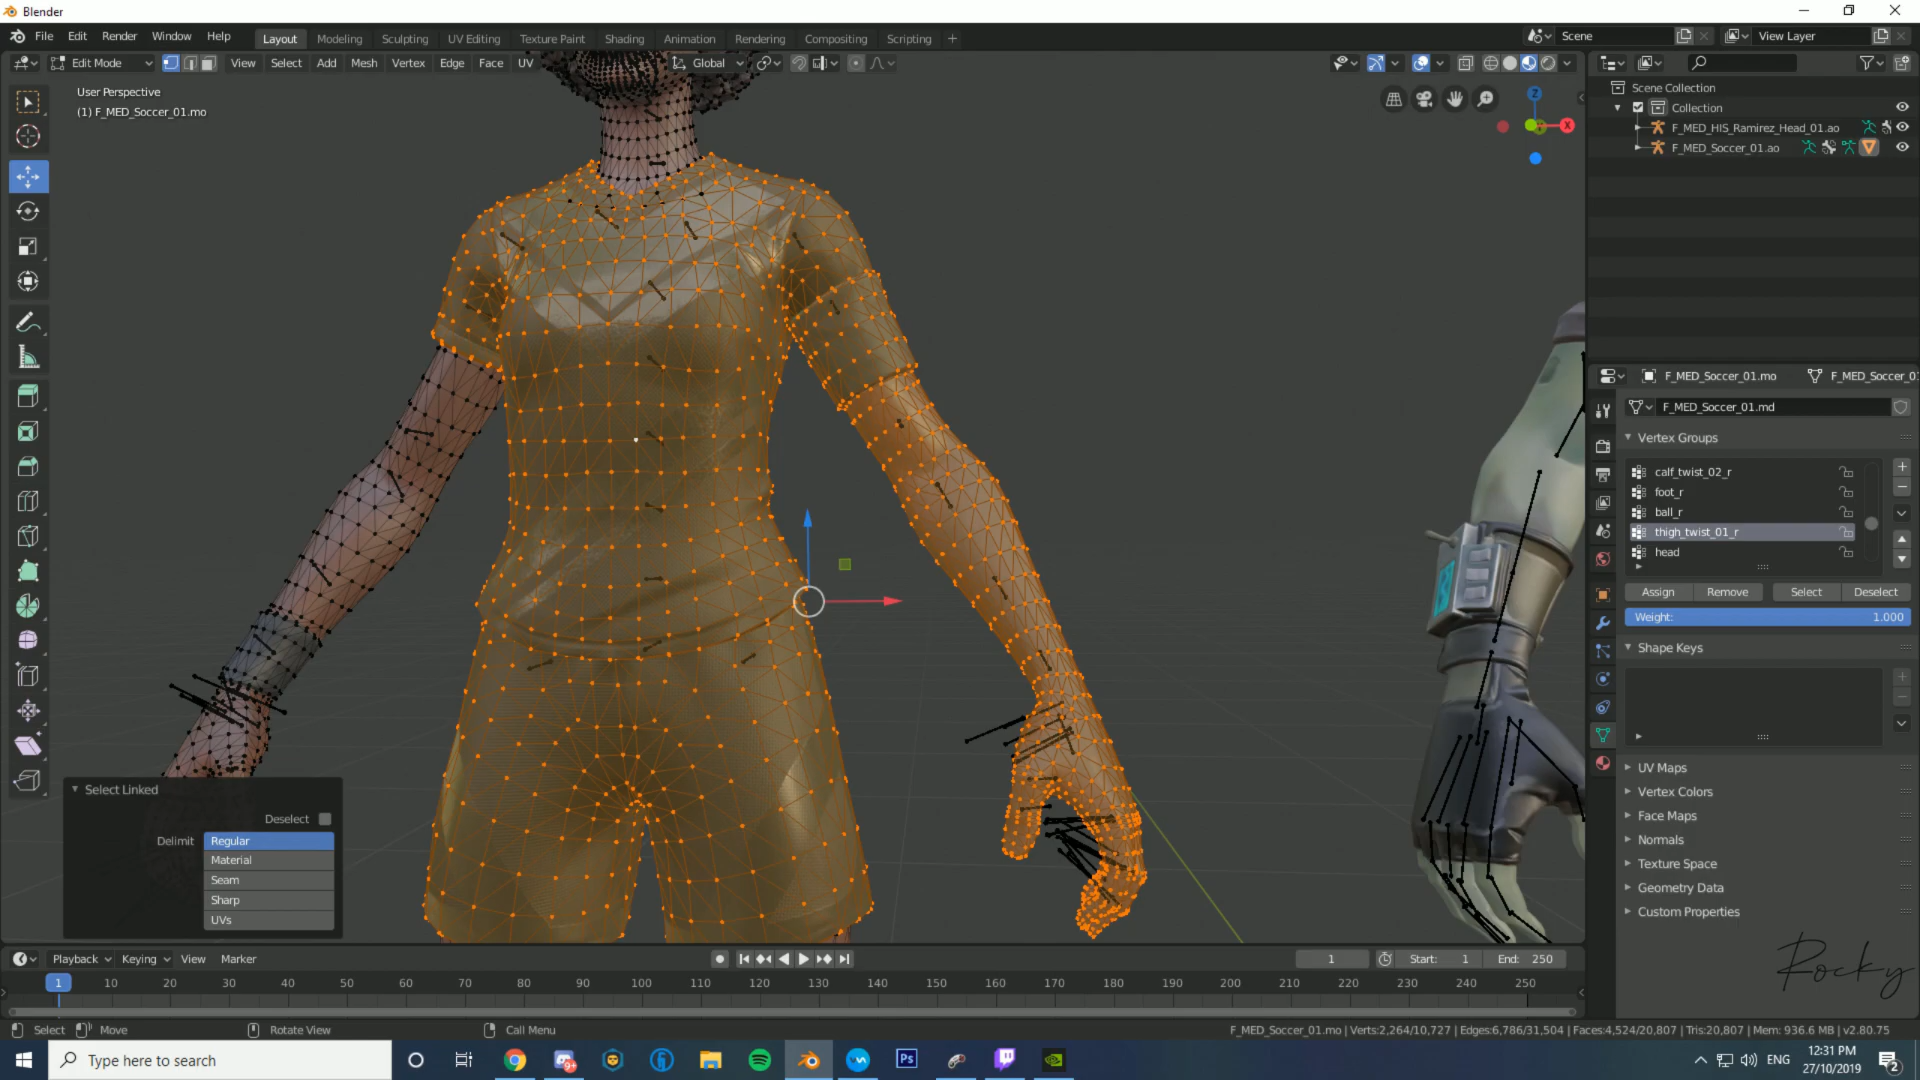 Blender
File Edit Render Window Help
Layout Modeling Sculpting UV Editing Texture Paint Shading Animation Rendering Compositing Scripting +
Scene
View Layer
Edit Mode
View Select Add Mesh Vertex Edge Face UV
Global
User Perspective
(1) F_MED_Soccer_01.mo
Z
X
Scene Collection
Collection
F_MED_HIS_Ramirez_Head_01.ao
F_MED_Soccer_01.ao
F_MED_Soccer_01.mo F_MED_Soccer_01
F_MED_Soccer_01.md
Vertex Groups
calf_twist_02_r
foot_r
ball_r
thigh_twist_01_r
head
Assign Remove Select Deselect
Weight: 1.000
Shape Keys
UV Maps
Vertex Colors
Face Maps
Normals
Texture Space
Geometry Data
Custom Properties
Select Linked
Deselect
Delimit Regular
Material
Seam
Sharp
UVs
Rocky
Playback Keying View Marker
1 Start: 1 End: 250
1 10 20 30 40 50 60 70 80 90 100 110 120 130 140 150 160 170 180 190 200 210 220 230 240 250
Select Move Rotate View Call Menu
F_MED_Soccer_01.mo | Verts:2,264/10,727 | Edges:6,786/31,504 | Faces:4,524/20,807 | Tris:20,807 | Mem: 936.6 MB | v2.80.75
Type here to search
Ps
ENG
12:31 PM
27/10/2019
2